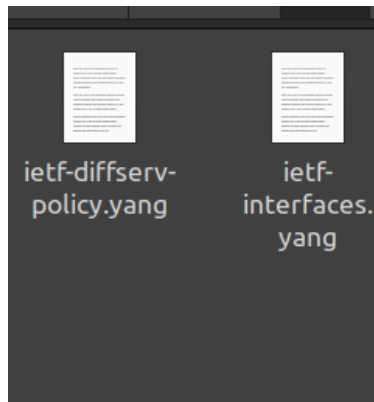 ietf-diffserv-
policy.yang
ietf-
interfaces.
yang